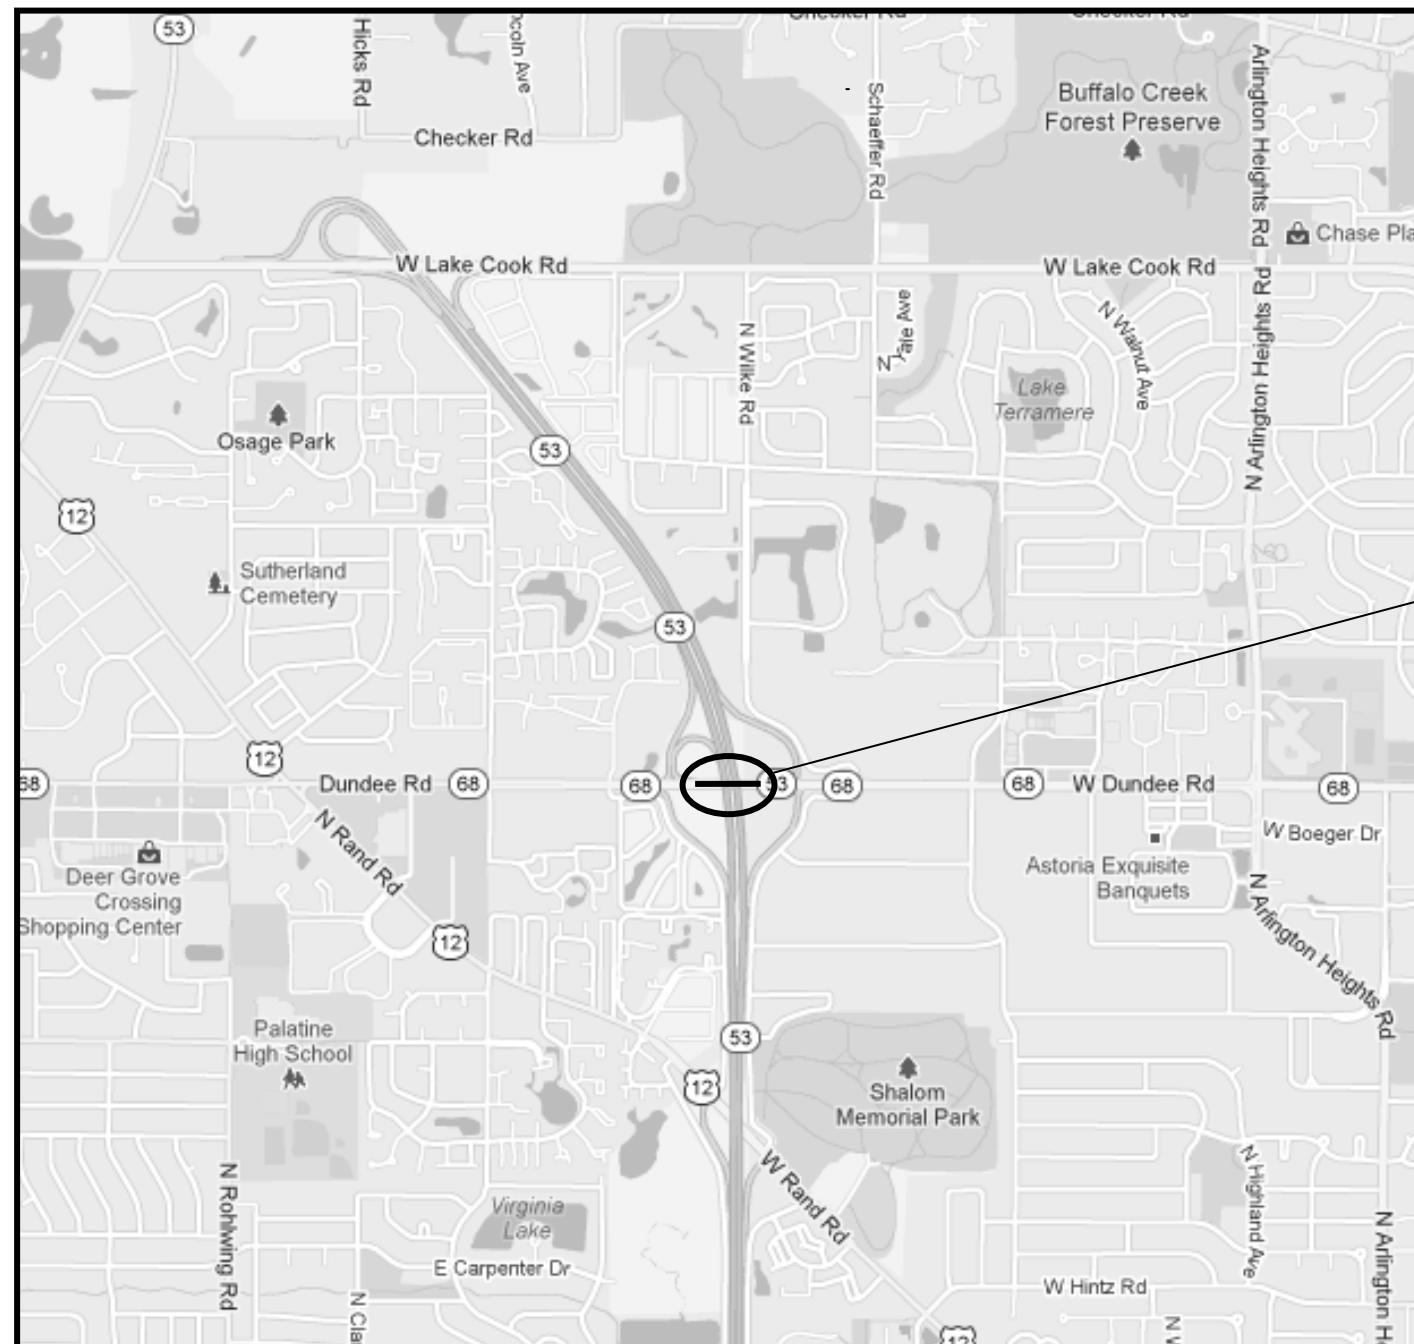 53
Hicks Rd
Checker Rd
Schaeffer Rd
Buffalo Creek
Forest Preserve
Arlington Heights Rd
Chase Pla
W Lake Cook Rd
W Lake Cook Rd
N Wilke Rd
N Yale Ave
N Walnut Ave
N Arlington Heights Rd
Lake
Terramere
Osage Park
53
12
Sutherland
Cemetery
53
12
68
Dundee Rd
68
68
53
68
68
W Dundee Rd
68
N Rand Rd
W Boeger Dr
Deer Grove
Crossing
Shopping Center
Astoria Exquisite
Banquets
N Arlington Heights Rd
12
Palatine
High School
53
12
Shalom
Memorial Park
W Rand Rd
N Highland Ave
N Rohlwing Rd
Virginia
Lake
E Carpenter Dr
N Cla
W Hintz Rd
N Arlington H
12